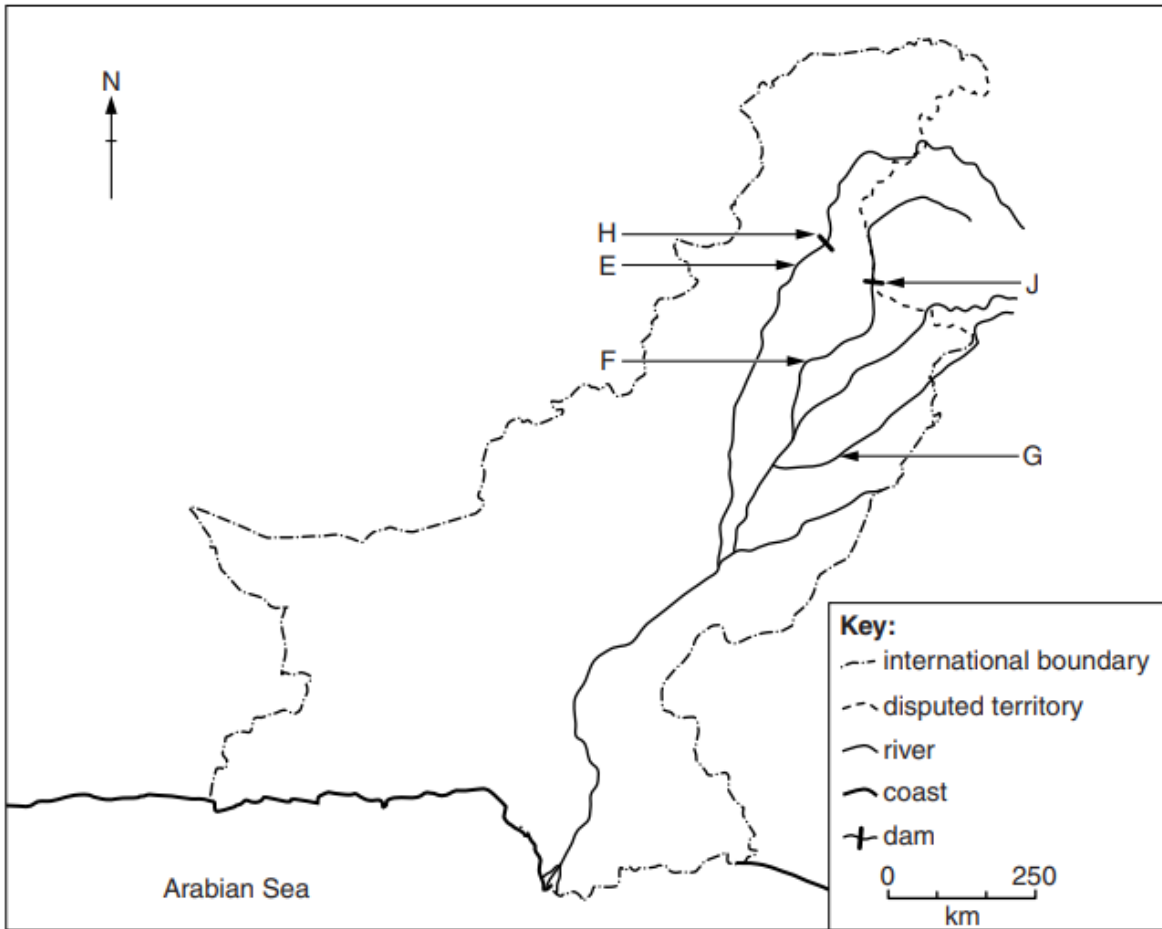 N
H
E
J
F
G
Key:
international boundary
disputed territory
river
coast
dam
0 250
km
Arabian Sea